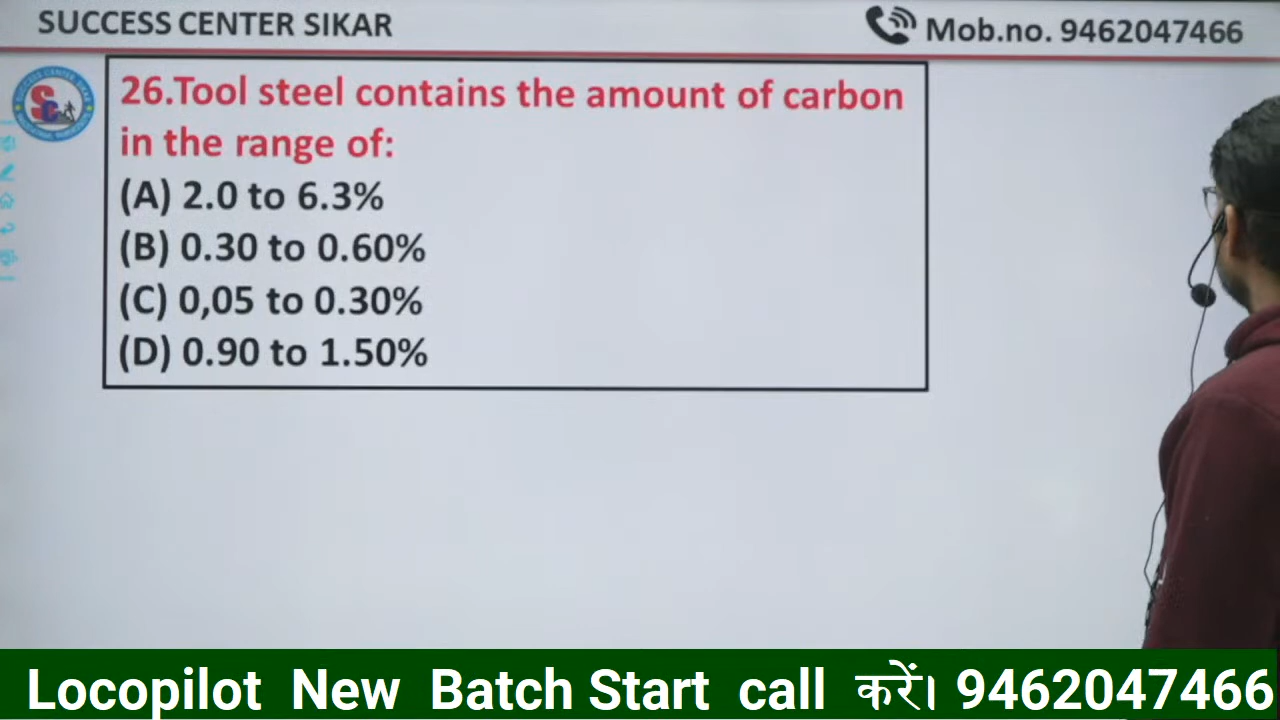 SUCCESS CENTER SIKAR
Mob.no. 9462047466
26.Tool steel contains the amount of carbon
in the range of:
(A) 2.0 to 6.3%
(B) 0.30 to 0.60%
(C) 0,05 to 0.30%
(D) 0.90 to 1.50%
Locopilot New Batch Start call करें। 9462047466